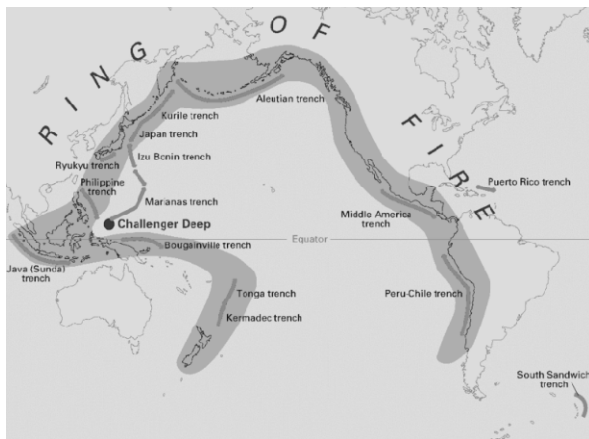 RING OF FIRE
Aleutian trench
Kurile trench
Japan trench
Izu Bonin trench
Ryukyu trench
Philippine
trench
Marianas trench
Challenger Deep
Bougainville trench
Equator
Java (Sunda)
trench
Tonga trench
Kermadec trench
Middle America
trench
Puerto Rico trench
Peru-Chile trench
South Sandwich
trench